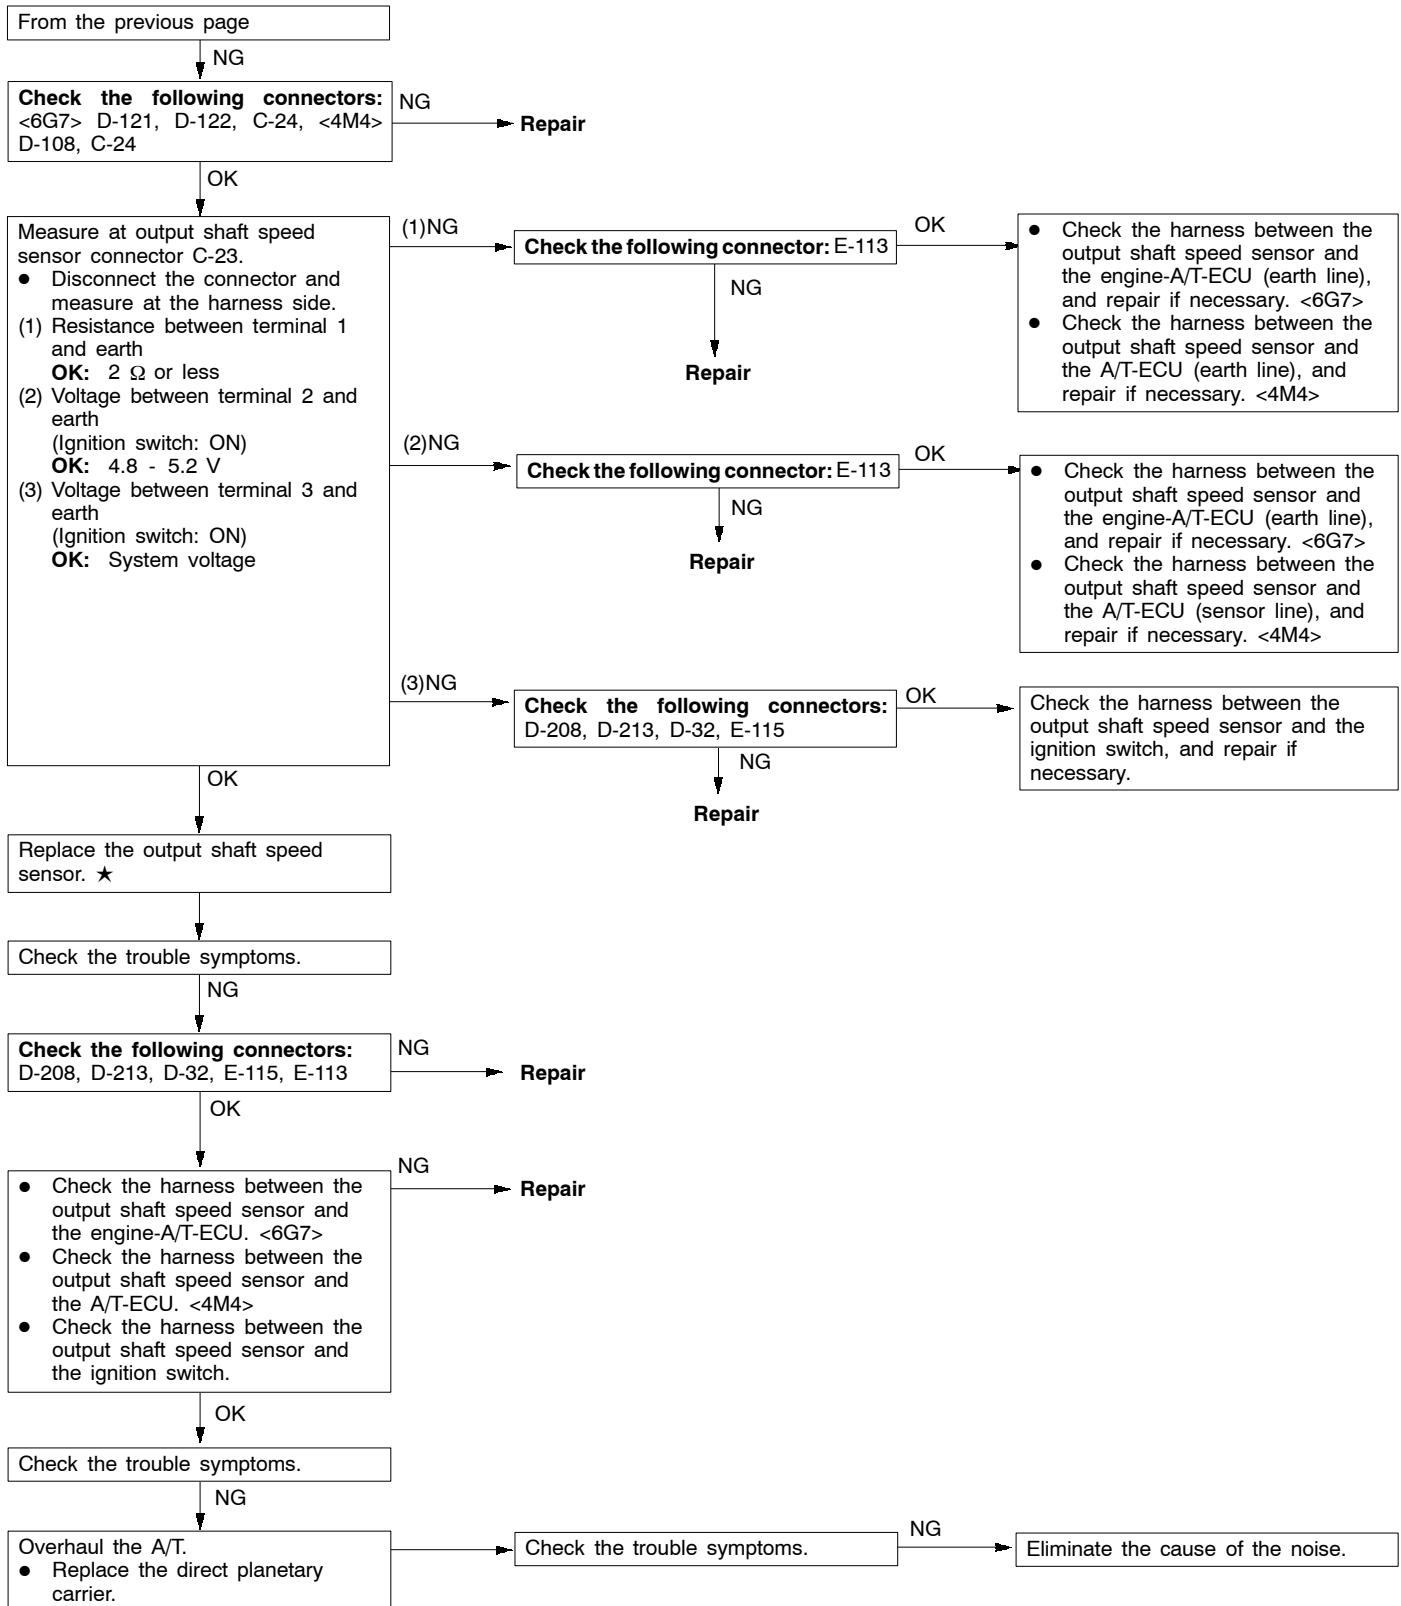 From the previous page
NG
Check the following connectors:
<6G7> D-121, D-122, C-24, <4M4>
D-108, C-24
NG
Repair
OK
Measure at output shaft speed
sensor connector C-23.
● Disconnect the connector and
measure at the harness side.
(1) Resistance between terminal 1
and earth
OK: 2 Ω or less
(2) Voltage between terminal 2 and
earth
(Ignition switch: ON)
OK: 4.8 - 5.2 V
(3) Voltage between terminal 3 and
earth
(Ignition switch: ON)
OK: System voltage
(1)NG
Check the following connector: E-113
OK
● Check the harness between the
output shaft speed sensor and
the engine-A/T-ECU (earth line),
and repair if necessary. <6G7>
● Check the harness between the
output shaft speed sensor and
the A/T-ECU (earth line), and
repair if necessary. <4M4>
NG
Repair
(2)NG
Check the following connector: E-113
OK
● Check the harness between the
output shaft speed sensor and
the engine-A/T-ECU (earth line),
and repair if necessary. <6G7>
● Check the harness between the
output shaft speed sensor and
the A/T-ECU (sensor line), and
repair if necessary. <4M4>
NG
Repair
(3)NG
Check the following connectors:
D-208, D-213, D-32, E-115
OK
Check the harness between the
output shaft speed sensor and the
ignition switch, and repair if
necessary.
NG
Repair
OK
Replace the output shaft speed
sensor. ★
Check the trouble symptoms.
NG
Check the following connectors:
D-208, D-213, D-32, E-115, E-113
NG
Repair
OK
● Check the harness between the
output shaft speed sensor and
the engine-A/T-ECU. <6G7>
● Check the harness between the
output shaft speed sensor and
the A/T-ECU. <4M4>
● Check the harness between the
output shaft speed sensor and
the ignition switch.
NG
Repair
OK
Check the trouble symptoms.
NG
Overhaul the A/T.
● Replace the direct planetary
carrier.
Check the trouble symptoms.
NG
Eliminate the cause of the noise.